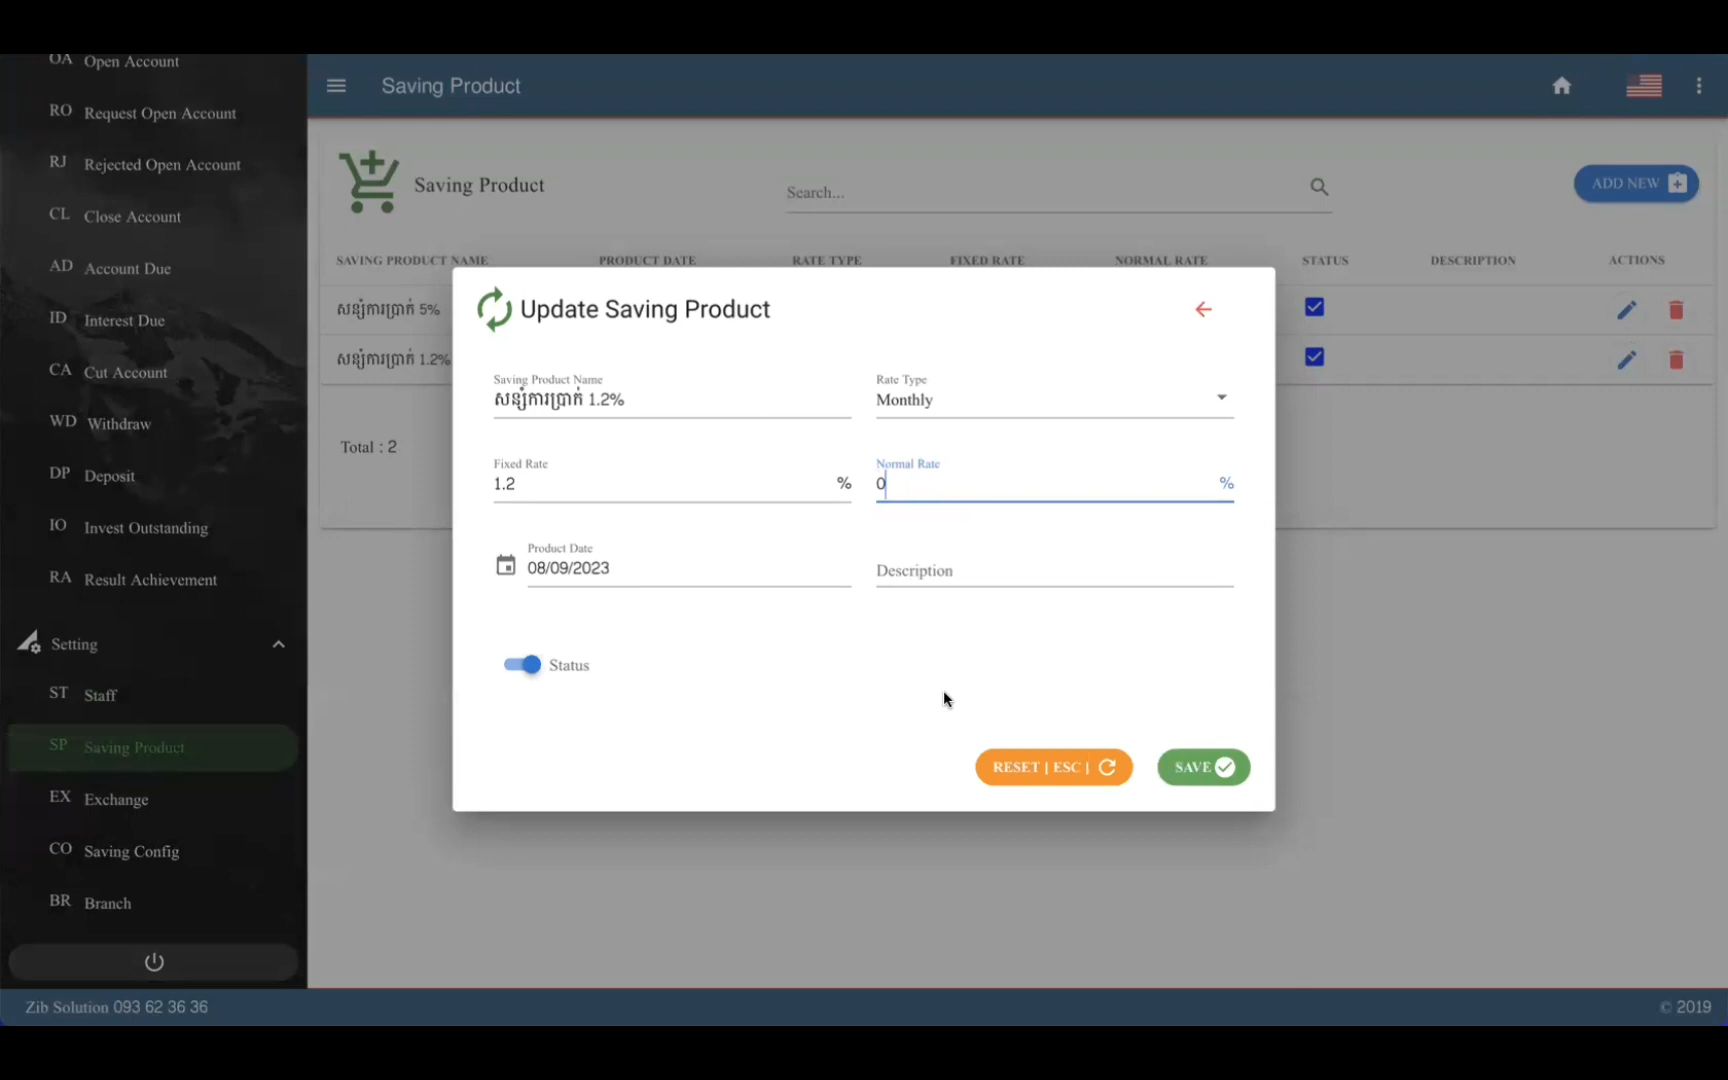 OA Open Account
RO Request Open Account
RJ Rejected Open Account
CL Close Account
AD Account Due
ID Interest Due
CA Cut Account
WD Withdraw
DP Deposit
IO Invest Outstanding
RA Result Achievement
Setting
ST Staff
SP Saving Product
EX Exchange
CO Saving Config
BR Branch
Saving Product
Saving Product
Search...
ADD NEW
SAVING PRODUCT NAME PRODUCT DATE RATE TYPE FIXED RATE NORMAL RATE STATUS DESCRIPTION ACTIONS
សន្សំការប្រាក់ 5%
សន្សំការប្រាក់ 1.2%
Total : 2
Update Saving Product
Saving Product Name
សន្សំការប្រាក់ 1.2%
Rate Type
Monthly
Fixed Rate
1.2 %
Normal Rate
0 %
Product Date
08/09/2023
Description
Status
RESET | ESC |
SAVE
Zib Solution 093 62 36 36
© 2019